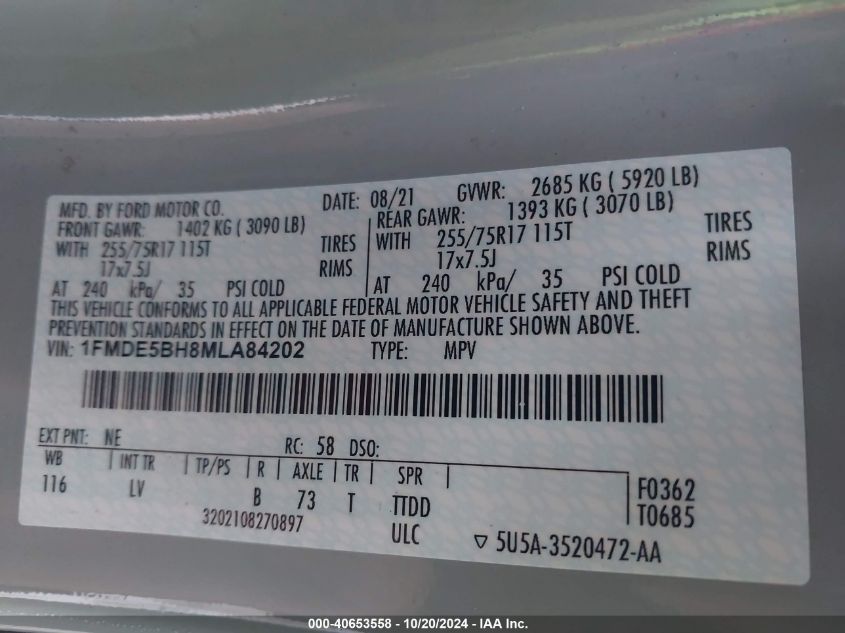 MFD. BY FORD MOTOR CO. DATE: 08/21 GVWR: 2685 KG ( 5920 LB)
FRONT GAWR: 1402 KG ( 3090 LB) REAR GAWR: 1393 KG ( 3070 LB)
WITH 255/75R17 115T TIRES WITH 255/75R17 115T TIRES
17x7.5J RIMS 17x7.5J RIMS
AT 240 kPa/ 35 PSI COLD AT 240 kPa/ 35 PSI COLD
THIS VEHICLE CONFORMS TO ALL APPLICABLE FEDERAL MOTOR VEHICLE SAFETY AND THEFT
PREVENTION STANDARDS IN EFFECT ON THE DATE OF MANUFACTURE SHOWN ABOVE.
VIN: 1FMDE5BH8MLA84202 TYPE: MPV
EXT PNT: NE RC: 58 DSO:
WB INT TR TP/PS R AXLE TR SPR F0362
116 LV B 73 T TTDD T0685
3202108270897 ULC ▽ 5U5A-3520472-AA
000-40653558 - 10/20/2024 - IAA Inc.